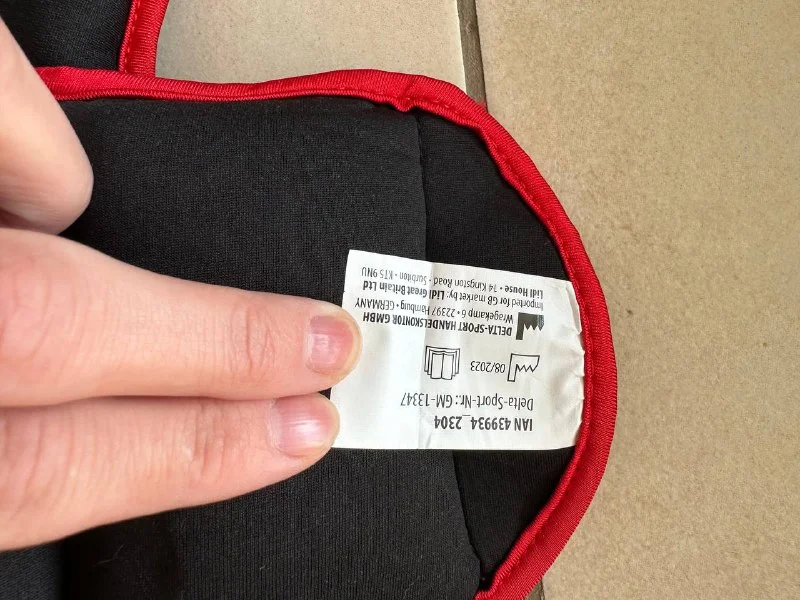 IAN 439934_2304
Delta-Sport-Nr.: GM-13347
08/2023
DELTA-SPORT HANDELSKONTOR GMBH
Wragekamp 6 • 22397 Hamburg • GERMANY
Imported for GB market by: Lidl Great Britain Ltd
Lidl House • 14 Kingston Road • Surbiton • KT5 9NU